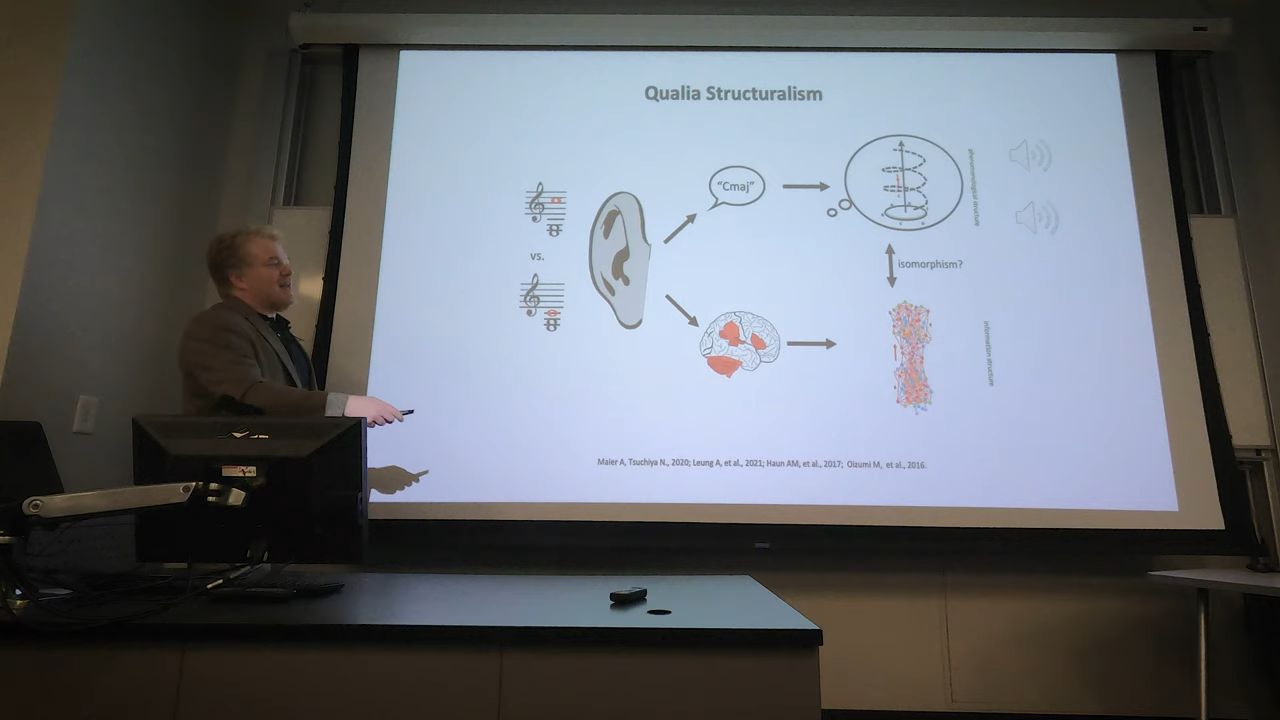 Qualia Structuralism
"Cmaj"
vs.
phenomenological structure
isomorphism?
information structure
Maier A, Tsuchiya N., 2020; Leung A, et al., 2021; Haun AM, et al., 2017; Oizumi M, et al., 2016.